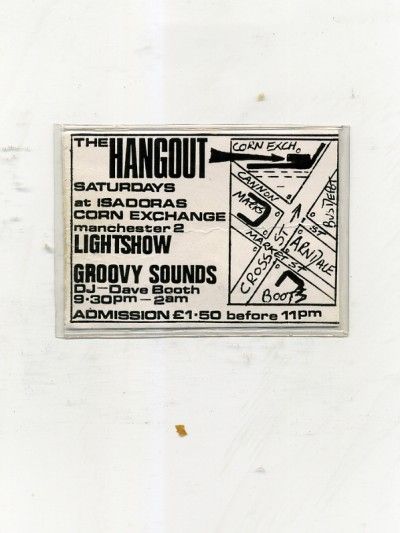 THE HANGOUT
SATURDAYS
at ISADORAS
CORN EXCHANGE
manchester 2
LIGHTSHOW
GROOVY SOUNDS
DJ—Dave Booth
9·30pm—2am
ADMISSION £1·50 before 11pm
CORN EXCH.
CANNON ST
MARKS
BUS DEPOT
MARKET ST
ARNDALE
CROSS ST
BOOTS